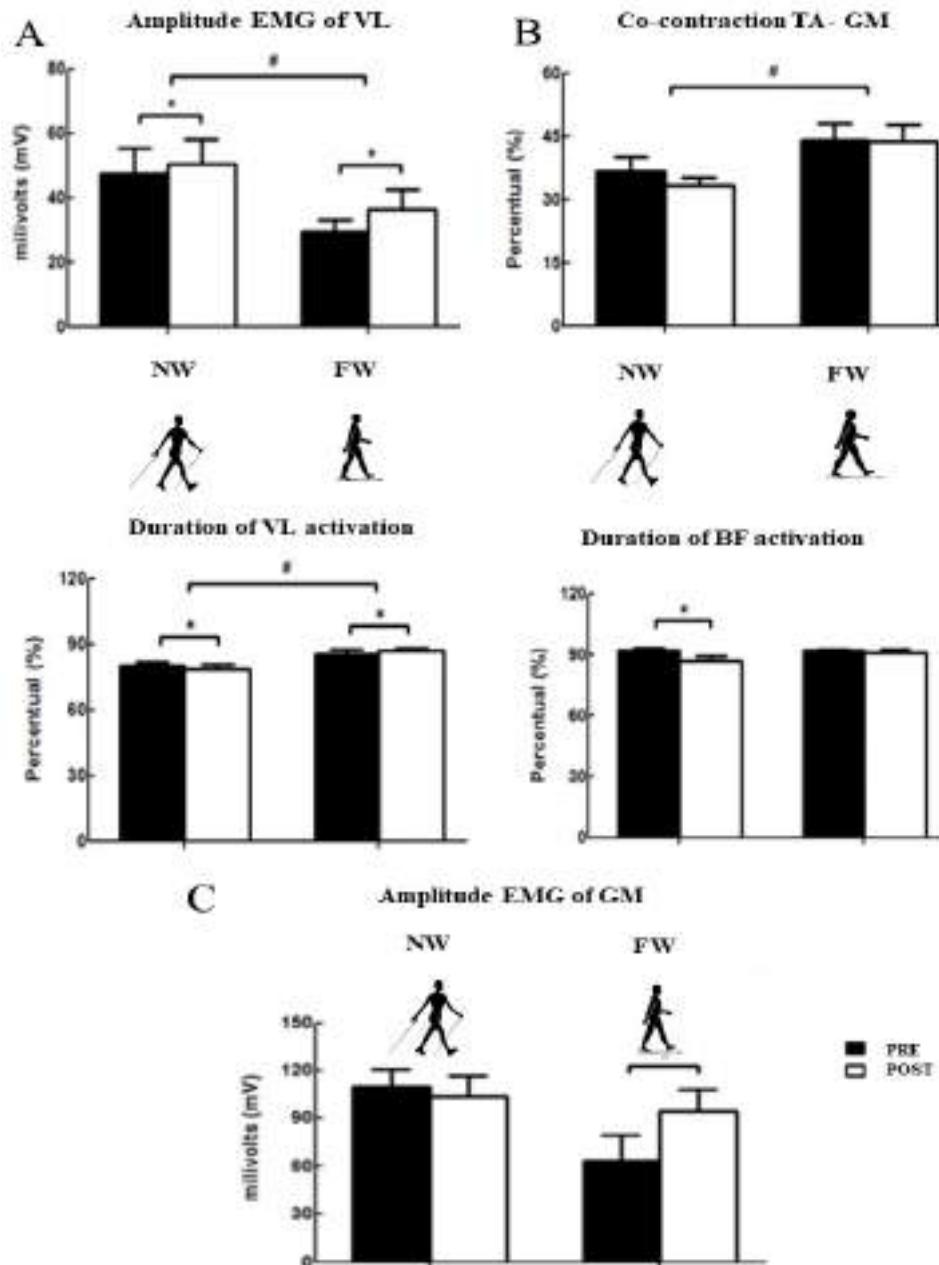 A
Amplitude EMG of VL
milivolts (mV)
80
60
40
20
0
#
*
*
NW
FW
B
Co-contraction TA- GM
Percentual (%)
60
45
30
15
0
#
NW
FW
Duration of VL activation
Percentual (%)
120
90
60
30
0
#
*
*
Duration of BF activation
Percentual (%)
120
90
60
30
0
*
C
Amplitude EMG of GM
NW
FW
milivolts (mV)
150
120
90
60
30
0
PRE
POST